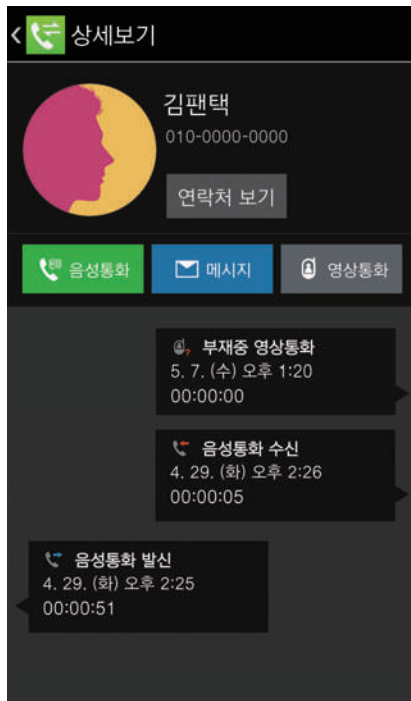 상세보기
김팬택
010-0000-0000
연락처 보기
음성통화 메시지 영상통화
부재중 영상통화
5. 7. (수) 오후 1:20
00:00:00
음성통화 수신
4. 29. (화) 오후 2:26
00:00:05
음성통화 발신
4. 29. (화) 오후 2:25
00:00:51